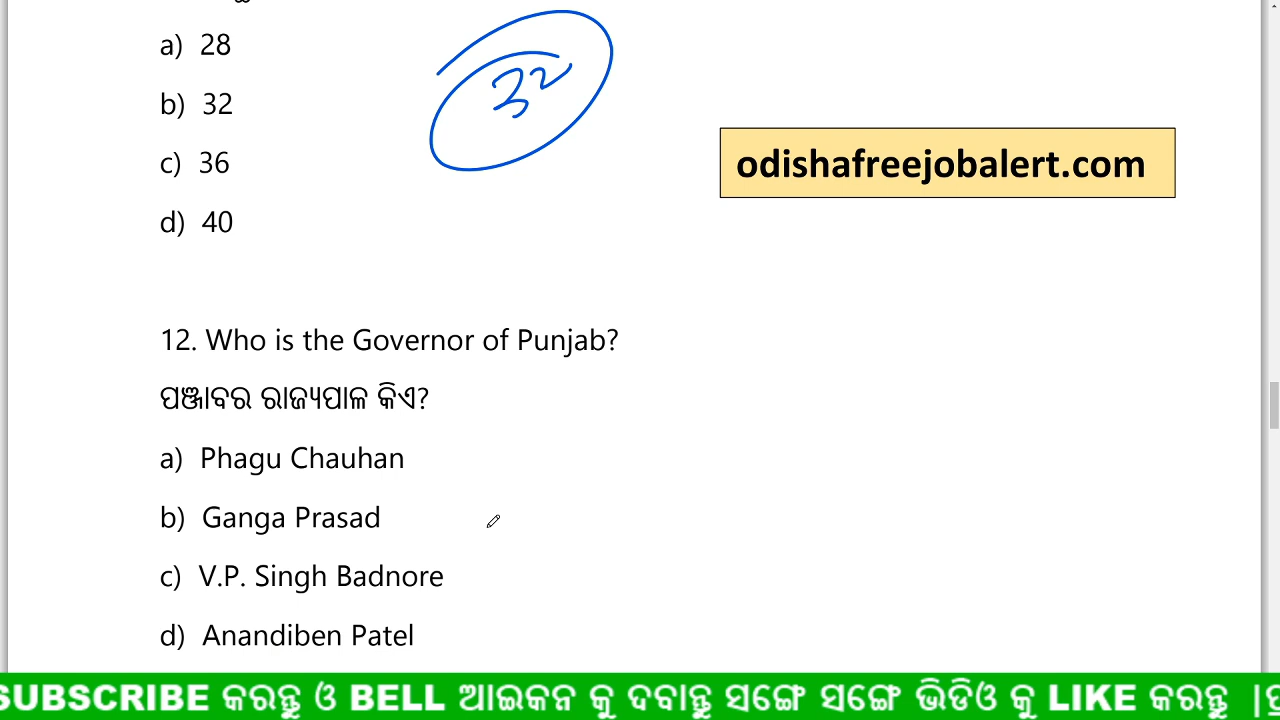 a) 28
b) 32
32
c) 36
odishafreejobalert.com
d) 40
12. Who is the Governor of Punjab?
ପଞ୍ଜାବର ରାଜ୍ୟପାଳ କିଏ?
a) Phagu Chauhan
b) Ganga Prasad
c) V.P. Singh Badnore
d) Anandiben Patel
SUBSCRIBE କରନ୍ତୁ ଓ BELL ଆଇକନ କୁ ଦବାନ୍ତୁ ସଙ୍ଗେ ସଙ୍ଗେ ଭିଡିଓ କୁ LIKE କରନ୍ତୁ |